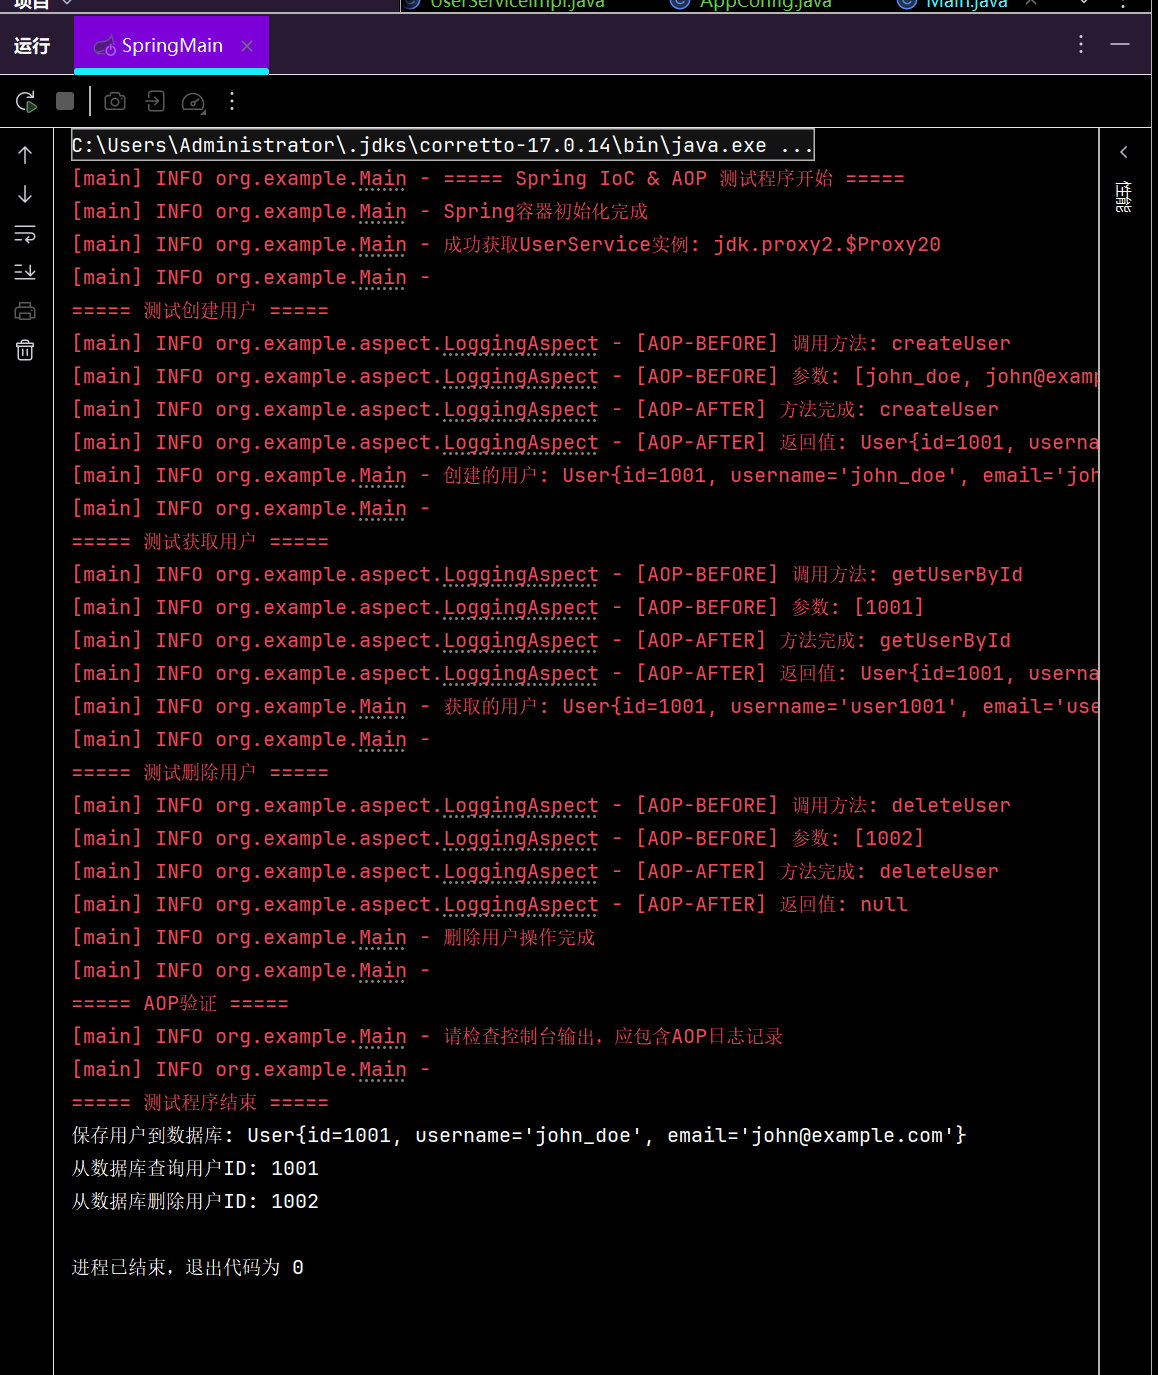 项目
UserServiceImpl.java AppConfig.java Main.java
运行 SpringMain
C:\Users\Administrator\.jdks\corretto-17.0.14\bin\java.exe ...
性能
[main] INFO org.example.Main - ===== Spring IoC & AOP 测试程序开始 =====
[main] INFO org.example.Main - Spring容器初始化完成
[main] INFO org.example.Main - 成功获取UserService实例: jdk.proxy2.$Proxy20
[main] INFO org.example.Main -
===== 测试创建用户 =====
[main] INFO org.example.aspect.LoggingAspect - [AOP-BEFORE] 调用方法: createUser
[main] INFO org.example.aspect.LoggingAspect - [AOP-BEFORE] 参数: [john_doe, john@examp
[main] INFO org.example.aspect.LoggingAspect - [AOP-AFTER] 方法完成: createUser
[main] INFO org.example.aspect.LoggingAspect - [AOP-AFTER] 返回值: User{id=1001, userna
[main] INFO org.example.Main - 创建的用户: User{id=1001, username='john_doe', email='joh
[main] INFO org.example.Main -
===== 测试获取用户 =====
[main] INFO org.example.aspect.LoggingAspect - [AOP-BEFORE] 调用方法: getUserById
[main] INFO org.example.aspect.LoggingAspect - [AOP-BEFORE] 参数: [1001]
[main] INFO org.example.aspect.LoggingAspect - [AOP-AFTER] 方法完成: getUserById
[main] INFO org.example.aspect.LoggingAspect - [AOP-AFTER] 返回值: User{id=1001, userna
[main] INFO org.example.Main - 获取的用户: User{id=1001, username='user1001', email='use
[main] INFO org.example.Main -
===== 测试删除用户 =====
[main] INFO org.example.aspect.LoggingAspect - [AOP-BEFORE] 调用方法: deleteUser
[main] INFO org.example.aspect.LoggingAspect - [AOP-BEFORE] 参数: [1002]
[main] INFO org.example.aspect.LoggingAspect - [AOP-AFTER] 方法完成: deleteUser
[main] INFO org.example.aspect.LoggingAspect - [AOP-AFTER] 返回值: null
[main] INFO org.example.Main - 删除用户操作完成
[main] INFO org.example.Main -
===== AOP验证 =====
[main] INFO org.example.Main - 请检查控制台输出，应包含AOP日志记录
[main] INFO org.example.Main -
===== 测试程序结束 =====
保存用户到数据库: User{id=1001, username='john_doe', email='john@example.com'}
从数据库查询用户ID: 1001
从数据库删除用户ID: 1002
进程已结束，退出代码为 0